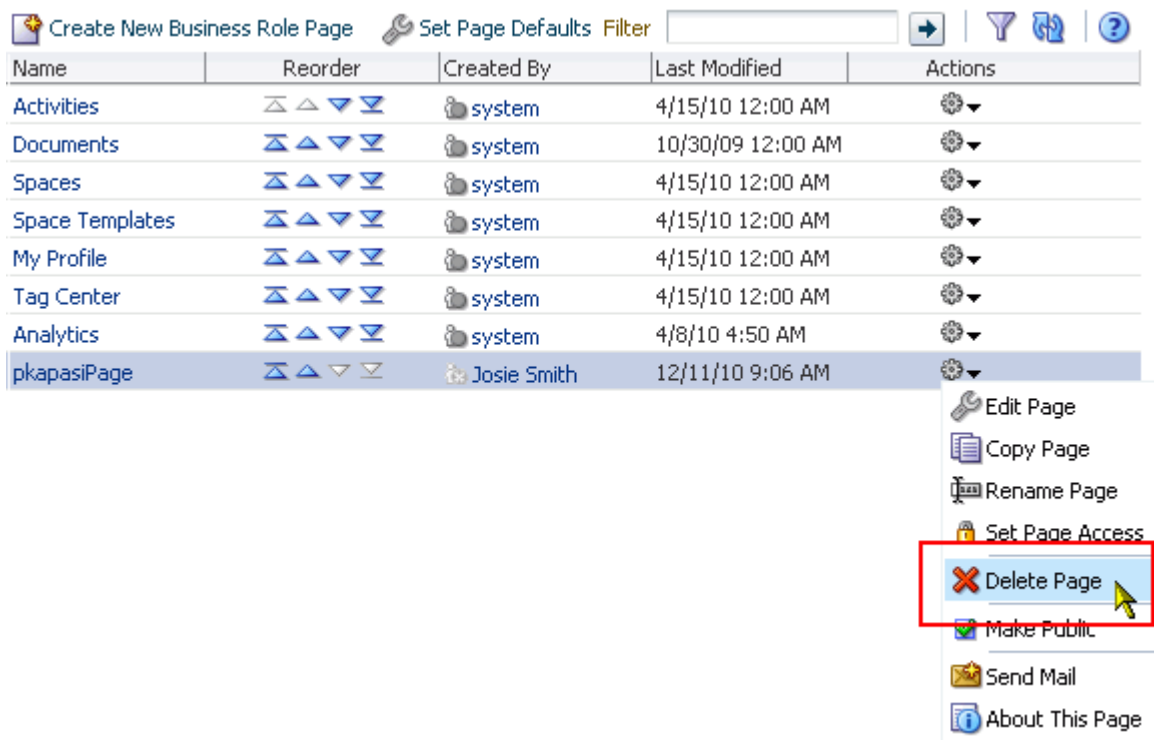 Create New Business Role Page Set Page Defaults Filter
Name Reorder Created By Last Modified Actions
Activities system 4/15/10 12:00 AM
Documents system 10/30/09 12:00 AM
Spaces system 4/15/10 12:00 AM
Space Templates system 4/15/10 12:00 AM
My Profile system 4/15/10 12:00 AM
Tag Center system 4/15/10 12:00 AM
Analytics system 4/8/10 4:50 AM
pkapasiPage Josie Smith 12/11/10 9:06 AM
Edit Page
Copy Page
Rename Page
Set Page Access
Delete Page
Make Public
Send Mail
About This Page